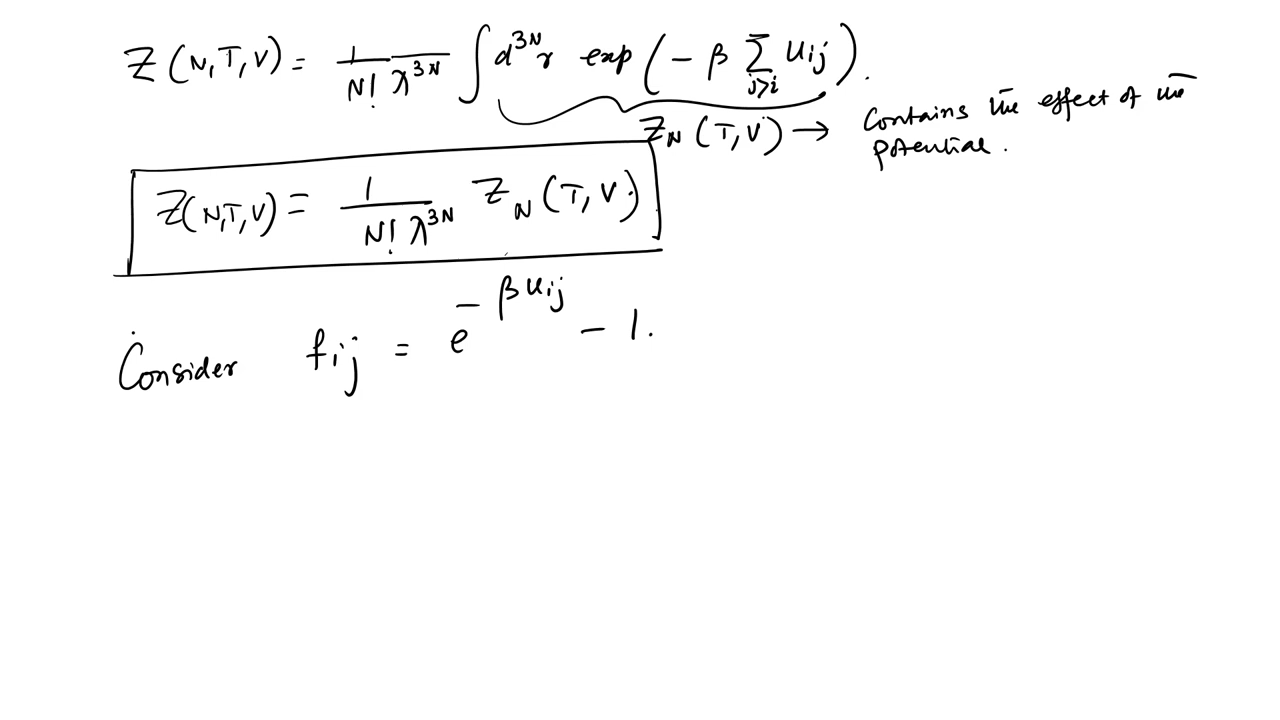 Z(N,T,V) = 1/(N! λ^{3N}) ∫ d^{3N}r exp(-β Σ_{j>i} u_{ij}).
Z_N(T,V) → Contains the effect of the
potential.
Z(N,T,V) = 1/(N! λ^{3N}) Z_N(T,V)
Consider f_{ij} = e^{-βu_{ij}} - 1.